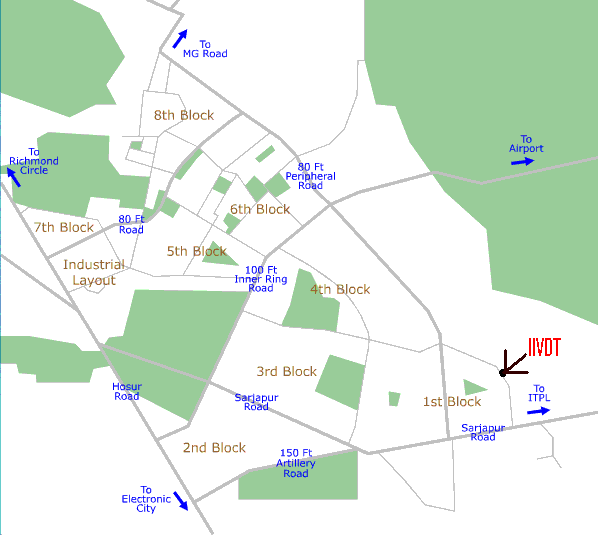 To
MG Road
8th Block
To
Airport
To
Richmond
Circle
80 Ft
Peripheral
Road
6th Block
80 Ft
Road
7th Block
5th Block
Industrial
Layout
100 Ft
Inner Ring
Road
4th Block
IIVDT
3rd Block
Hosur
Road
Sarjapur
Road
1st Block
To
ITPL
Sarjapur
Road
2nd Block
150 Ft
Artillery
Road
To
Electronic
City